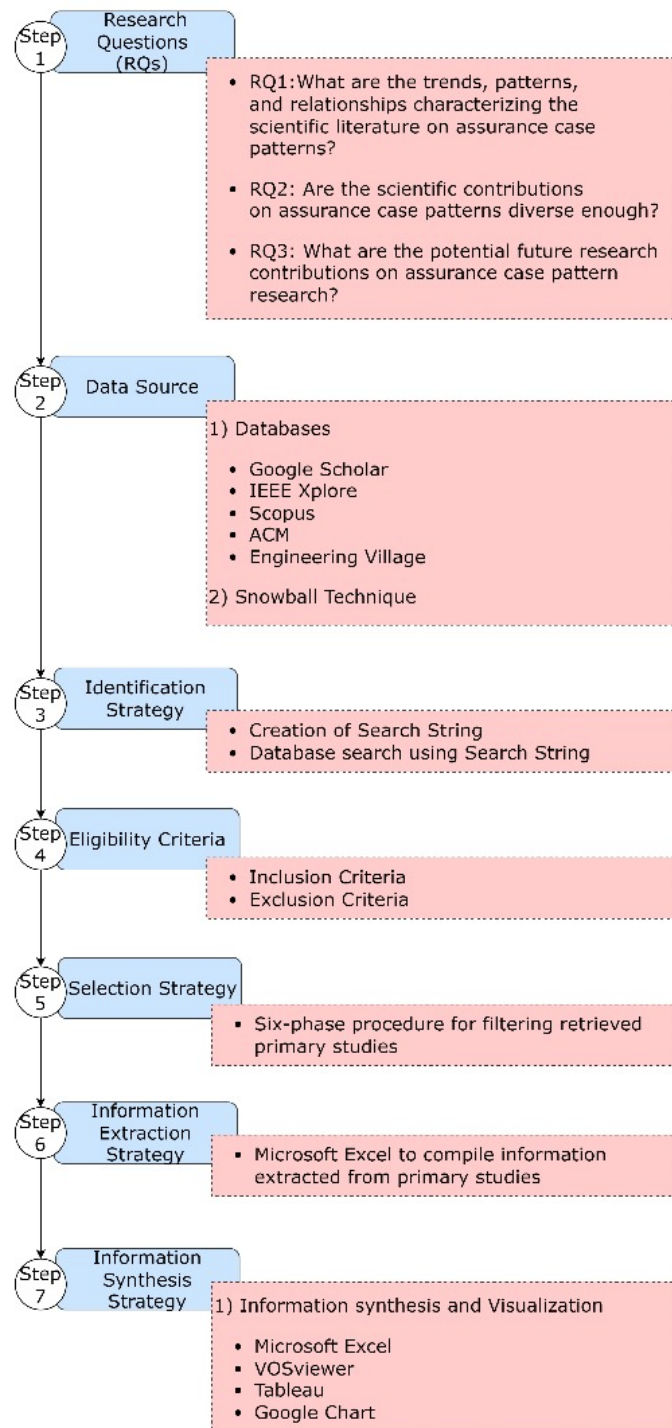 Step
1
Research
Questions
(RQs)
• RQ1:What are the trends, patterns,
and relationships characterizing the
scientific literature on assurance case
patterns?
• RQ2: Are the scientific contributions
on assurance case patterns diverse enough?
• RQ3: What are the potential future research
contributions on assurance case pattern
research?
Step
2
Data Source
1) Databases
• Google Scholar
• IEEE Xplore
• Scopus
• ACM
• Engineering Village
2) Snowball Technique
Step
3
Identification
Strategy
• Creation of Search String
• Database search using Search String
Step
4
Eligibility Criteria
• Inclusion Criteria
• Exclusion Criteria
Step
5
Selection Strategy
• Six-phase procedure for filtering retrieved
primary studies
Step
6
Information
Extraction
Strategy
• Microsoft Excel to compile information
extracted from primary studies
Step
7
Information
Synthesis
Strategy
1) Information synthesis and Visualization
• Microsoft Excel
• VOSviewer
• Tableau
• Google Chart